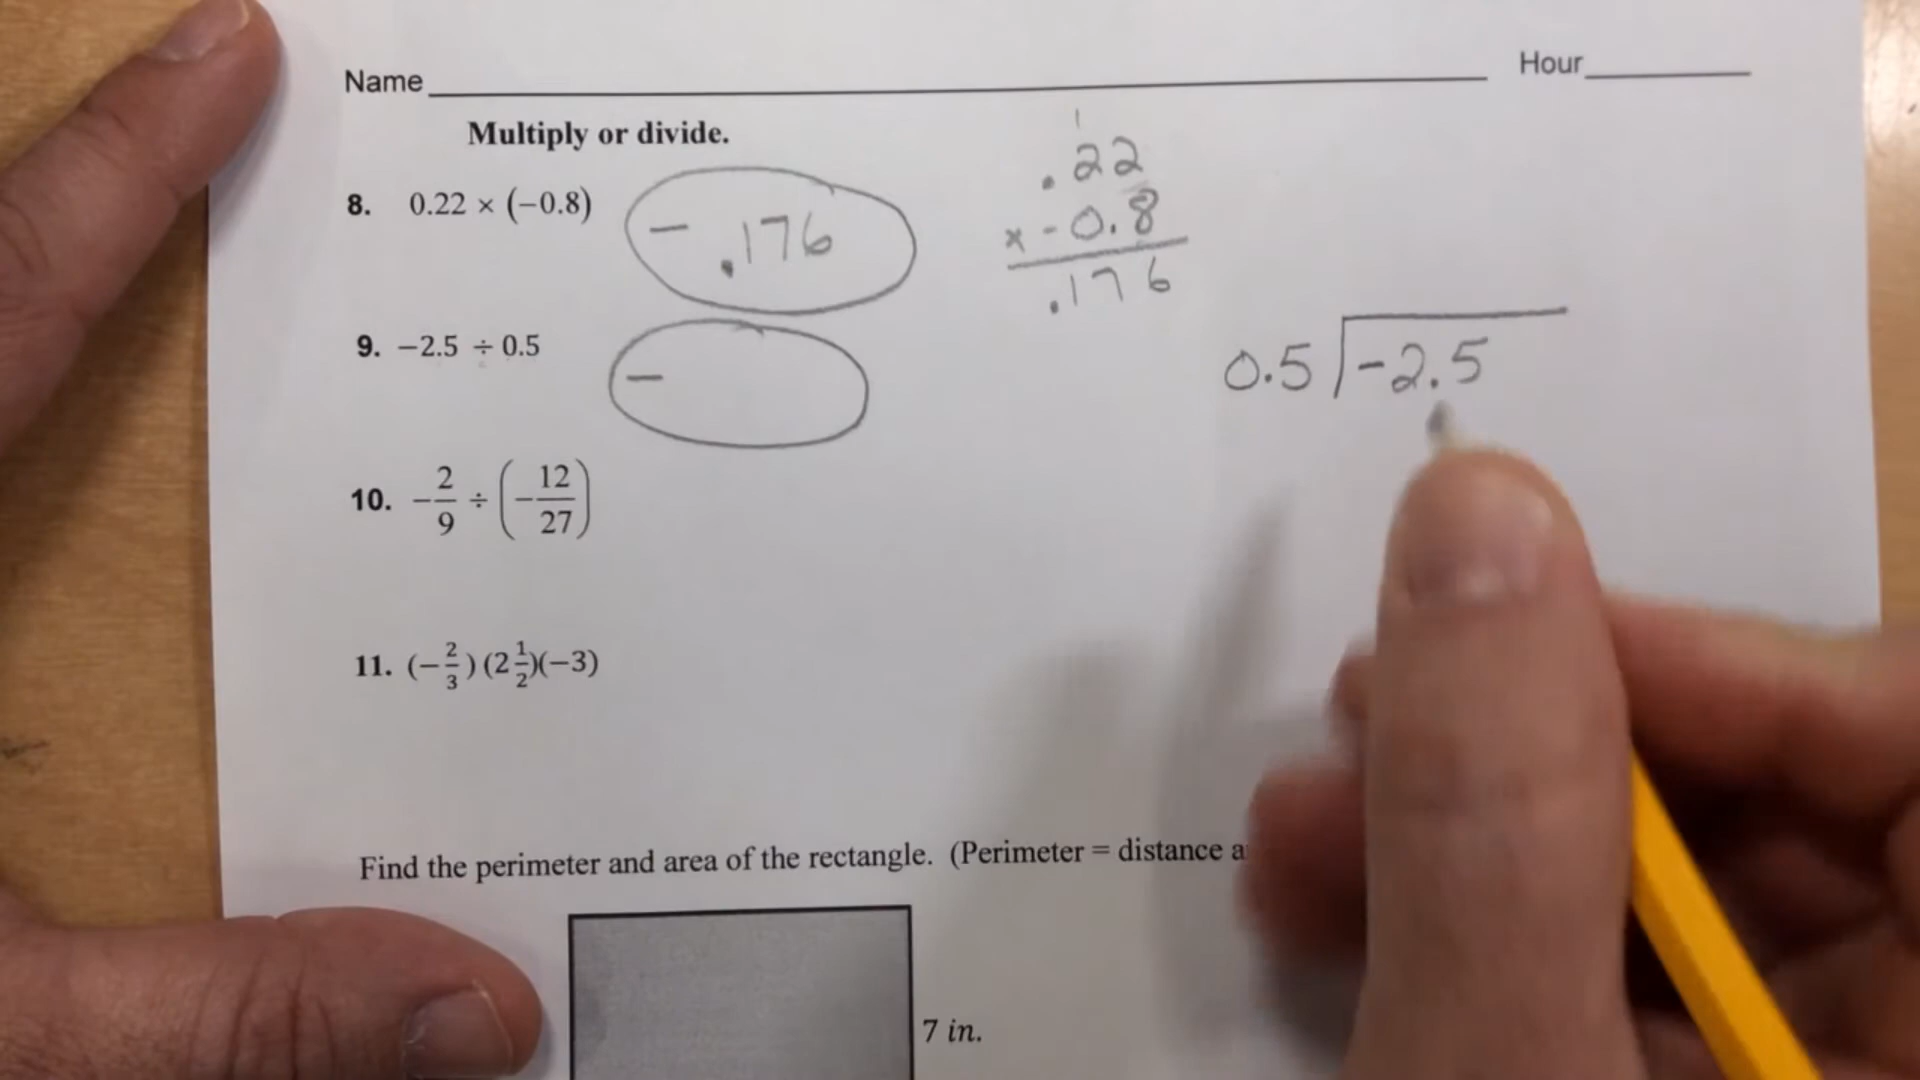 Name Hour
Multiply or divide.
8. 0.22 × (−0.8) − .176
1
.22
× - 0.8
.176
9. −2.5 ÷ 0.5 −
0.5 -2.5
10. −2/9 ÷ (−12/27)
11. (−2/3)(2 1/2)(−3)
Find the perimeter and area of the rectangle. (Perimeter = distance
7 in.